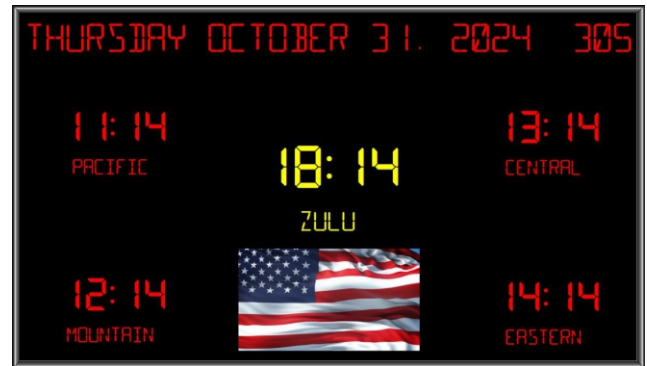 THURSDAY OCTOBER 31. 2024 305
11:14
PACIFIC
13:14
CENTRAL
18:14
ZULU
12:14
MOUNTAIN
14:14
EASTERN